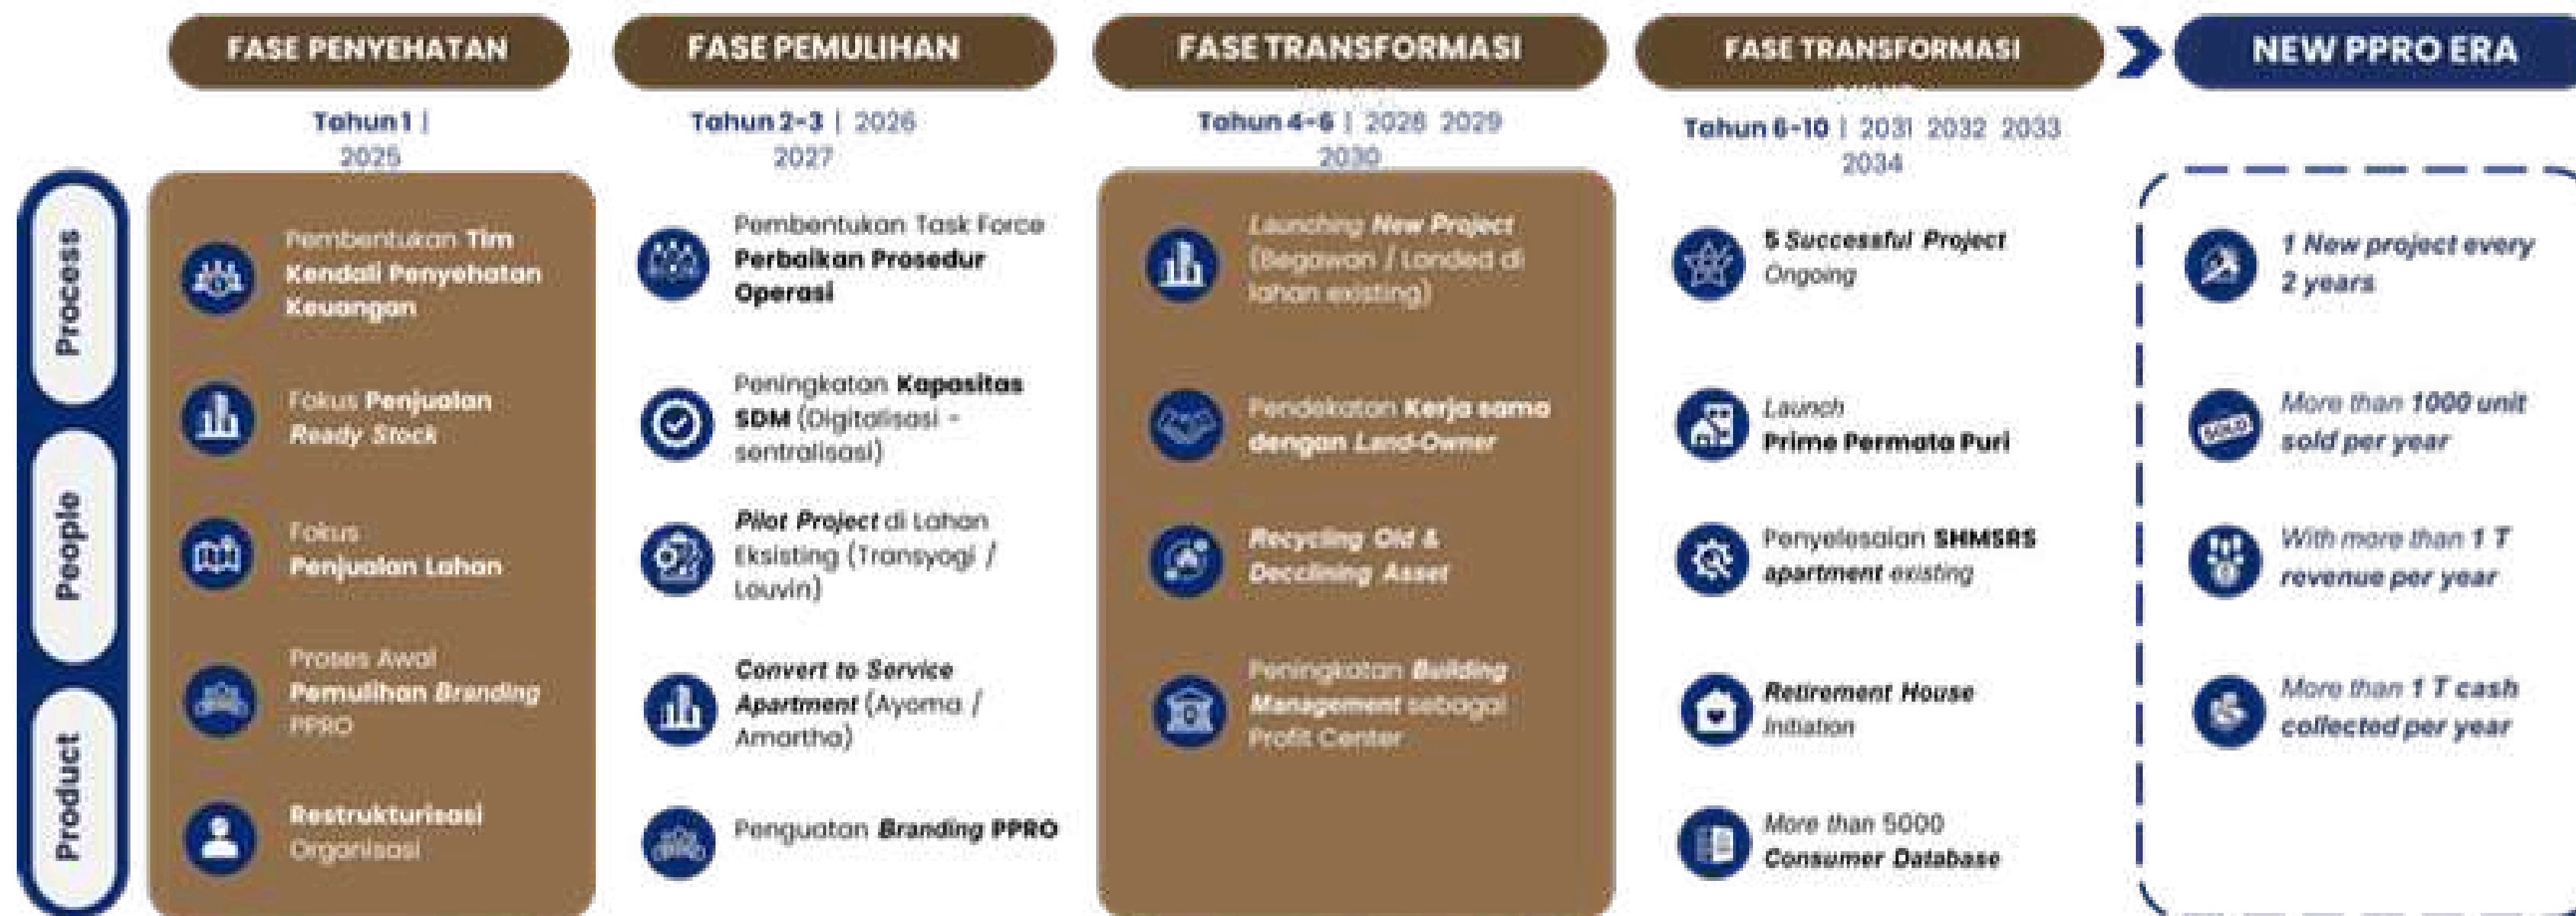 FASE PENYEHATAN
Tahun 1 |
2025
Pembentukan Tim
Kendali Penyehatan
Keuangan
Fokus Penjualan
Ready Stock
Fokus
Penjualan Lahan
Proses Awal
Pemulihan Branding
PPRO
Restrukturisasi
Organisasi
FASE PEMULIHAN
Tahun 2-3 | 2026
2027
Pembentukan Task Force
Perbaikan Prosedur
Operasi
Peningkatan Kapasitas
SDM (Digitalisasi -
sentralisasi)
Pilot Project di Lahan
Eksisting (Transyogi /
Louvin)
Convert to Service
Apartment (Ayoma /
Amartha)
Penguatan Branding PPRO
FASE TRANSFORMASI
Tahun 4-6 | 2028 2029
2030
Launching New Project
(Begawan / Landed di
lahan existing)
Pendekatan Kerja sama
dengan Land-Owner
Recycling Old &
Decclining Asset
Peningkatan Building
Management sebagai
Profit Center
FASE TRANSFORMASI
Tahun 6-10 | 2031 2032 2033
2034
5 Successful Project
Ongoing
Launch
Prime Permata Puri
Penyelesaian SHMSRS
apartment existing
Retirement House
Initiation
More than 5000
Consumer Database
NEW PPRO ERA
1 New project every
2 years
SOLD
More than 1000 unit
sold per year
With more than 1 T
revenue per year
More than 1 T cash
collected per year
Process
People
Product